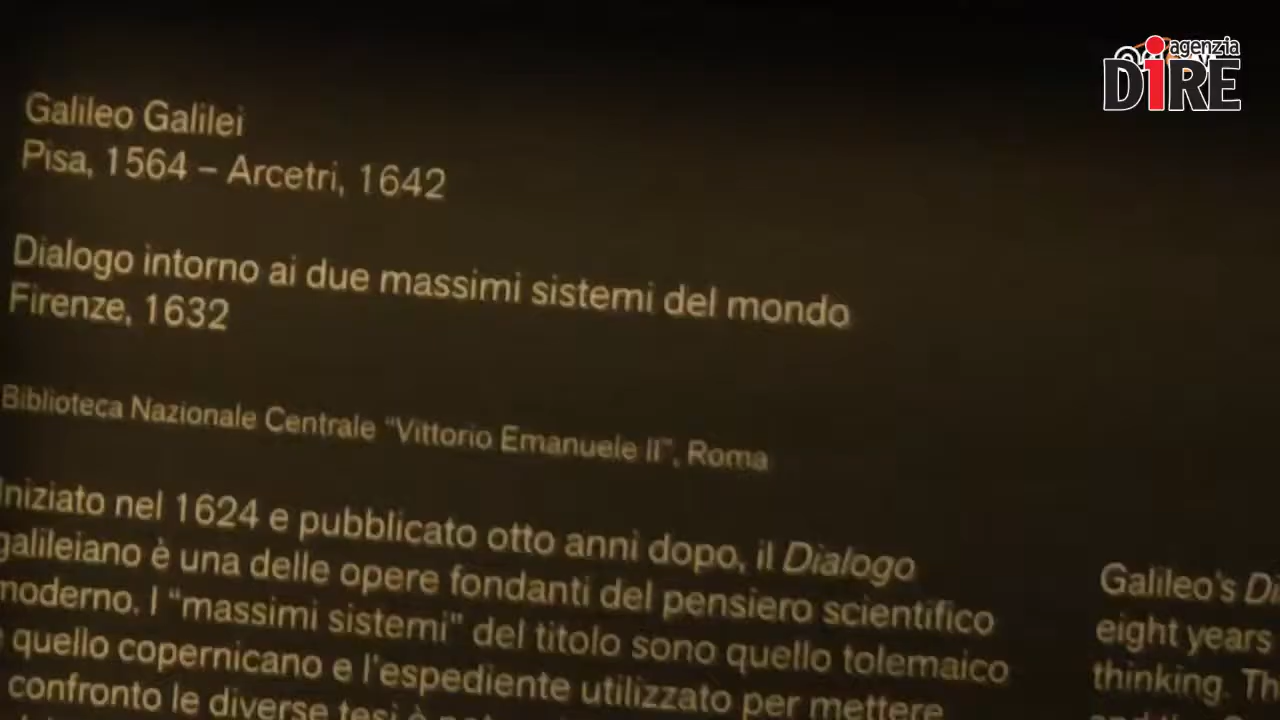 agenzia
DiRE
Galileo Galilei
Pisa, 1564 – Arcetri, 1642
Dialogo intorno ai due massimi sistemi del mondo
Firenze, 1632
Biblioteca Nazionale Centrale “Vittorio Emanuele II”, Roma
Iniziato nel 1624 e pubblicato otto anni dopo, il Dialogo
galileiano è una delle opere fondanti del pensiero scientifico
moderno. I “massimi sistemi” del titolo sono quello tolemaico
e quello copernicano e l'espediente utilizzato per mettere
confronto le diverse tesi è
Galileo's
eight years
thinking.